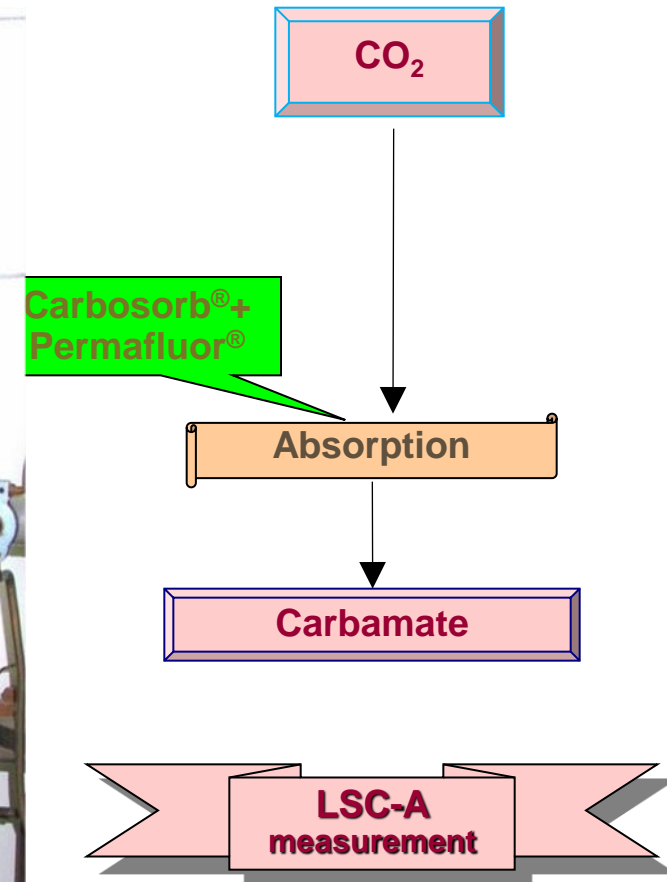 CO₂
Carbosorb®+
Permafluor®
Absorption
Carbamate
LSC-A
measurement